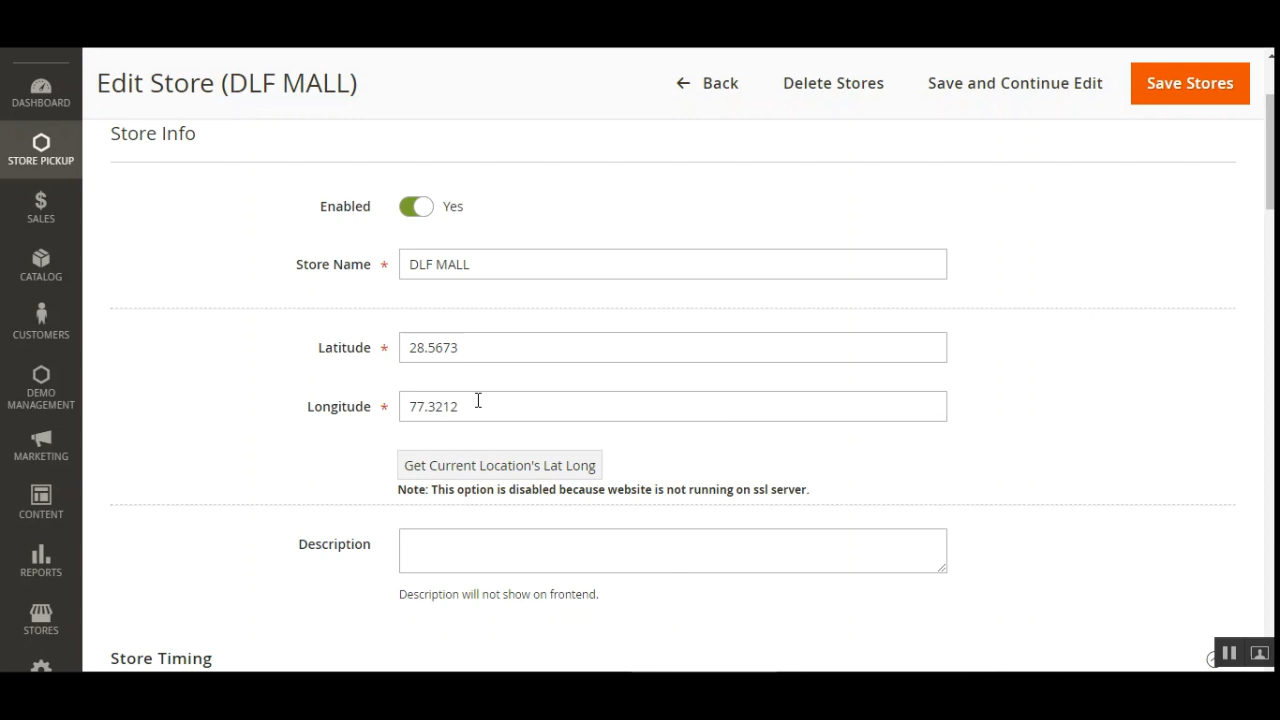 Edit Store (DLF MALL)
← Back
Delete Stores
Save and Continue Edit
Save Stores
DASHBOARD
STORE PICKUP
$
SALES
CATALOG
CUSTOMERS
DEMO
MANAGEMENT
MARKETING
CONTENT
REPORTS
STORES
Store Info
Enabled Yes
Store Name * DLF MALL
Latitude * 28.5673
Longitude * 77.3212
Get Current Location's Lat Long
Note: This option is disabled because website is not running on ssl server.
Description
Description will not show on frontend.
Store Timing